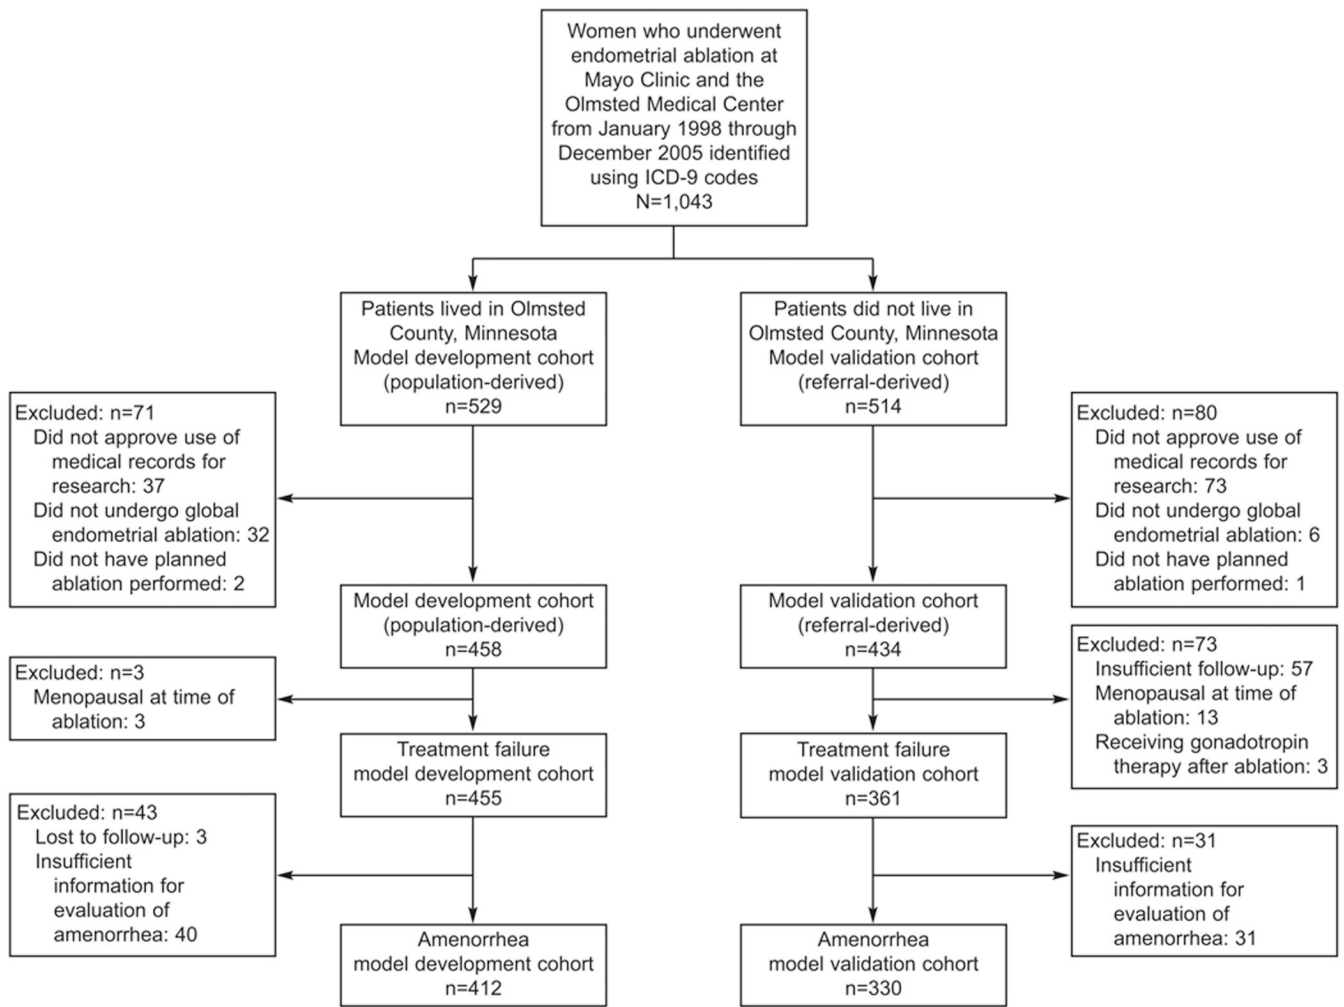 Women who underwent
endometrial ablation at
Mayo Clinic and the
Olmsted Medical Center
from January 1998 through
December 2005 identified
using ICD-9 codes
N=1,043
Patients lived in Olmsted
County, Minnesota
Model development cohort
(population-derived)
n=529
Patients did not live in
Olmsted County, Minnesota
Model validation cohort
(referral-derived)
n=514
Excluded: n=71
Did not approve use of
medical records for
research: 37
Did not undergo global
endometrial ablation: 32
Did not have planned
ablation performed: 2
Excluded: n=80
Did not approve use of
medical records for
research: 73
Did not undergo global
endometrial ablation: 6
Did not have planned
ablation performed: 1
Model development cohort
(population-derived)
n=458
Model validation cohort
(referral-derived)
n=434
Excluded: n=3
Menopausal at time of
ablation: 3
Excluded: n=73
Insufficient follow-up: 57
Menopausal at time of
ablation: 13
Receiving gonadotropin
therapy after ablation: 3
Treatment failure
model development cohort
n=455
Treatment failure
model validation cohort
n=361
Excluded: n=43
Lost to follow-up: 3
Insufficient
information for
evaluation of
amenorrhea: 40
Excluded: n=31
Insufficient
information for
evaluation of
amenorrhea: 31
Amenorrhea
model development cohort
n=412
Amenorrhea
model validation cohort
n=330